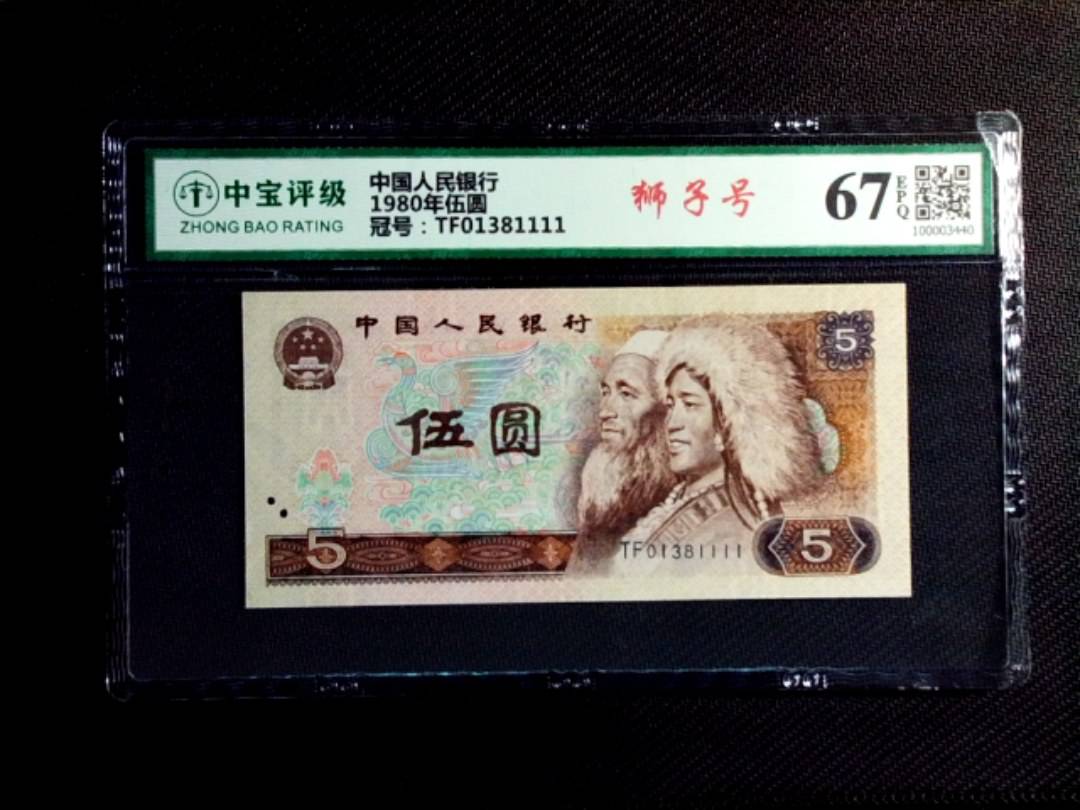 中宝评级
ZHONG BAO RATING
中国人民银行
1980年伍圆
冠号：TF01381111
狮子号
67
EPQ
100003440
中国人民银行
5
伍圆
5
TF01381111
5